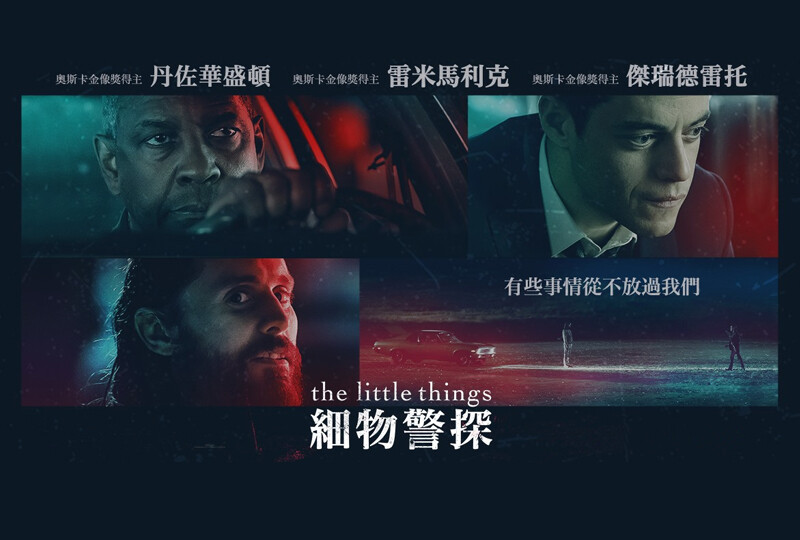 奧斯卡金像獎得主 丹佐華盛頓 奧斯卡金像獎得主 雷米馬利克 奧斯卡金像獎得主 傑瑞德雷托
有些事情從不放過我們
the little things
細物警探